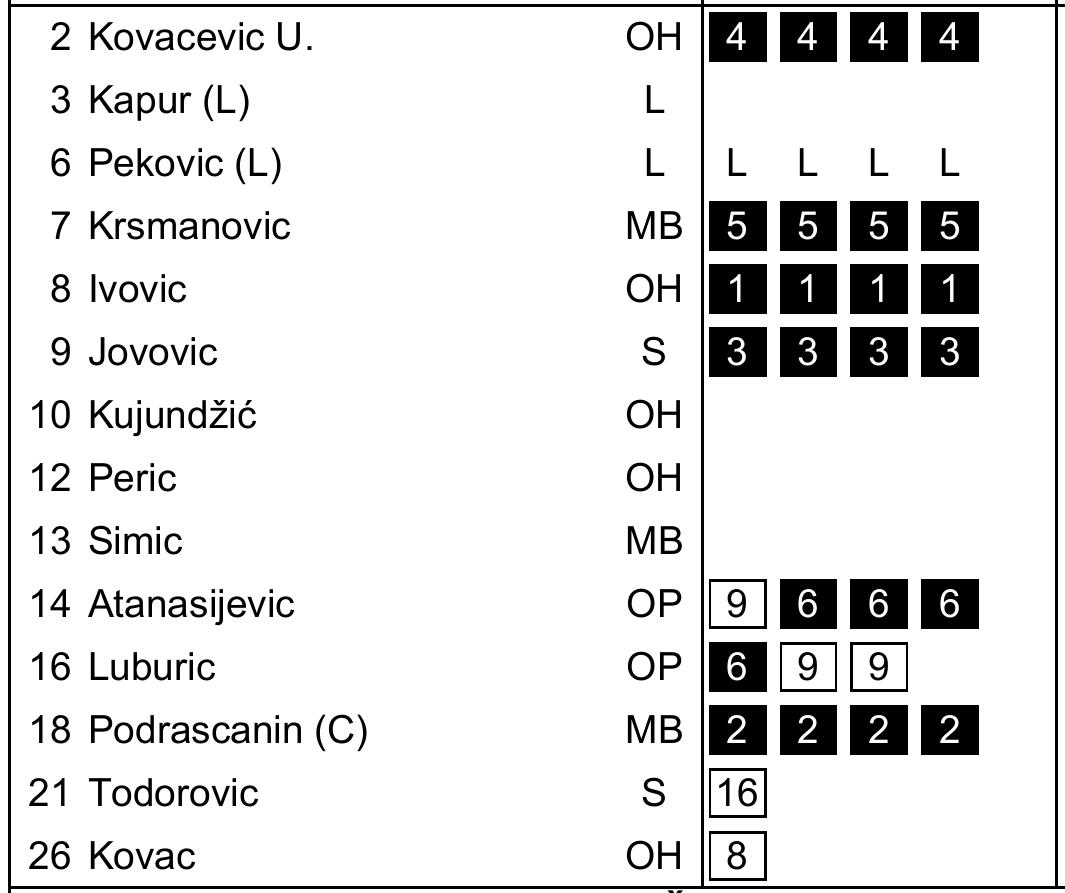 2 Kovacevic U. OH 4 4 4 4
3 Kapur (L) L
6 Pekovic (L) L L L L L
7 Krsmanovic MB 5 5 5 5
8 Ivovic OH 1 1 1 1
9 Jovovic S 3 3 3 3
10 Kujundžić OH
12 Peric OH
13 Simic MB
14 Atanasijevic OP 9 6 6 6
16 Luburic OP 6 9 9
18 Podrascanin (C) MB 2 2 2 2
21 Todorovic S 16
26 Kovac OH 8